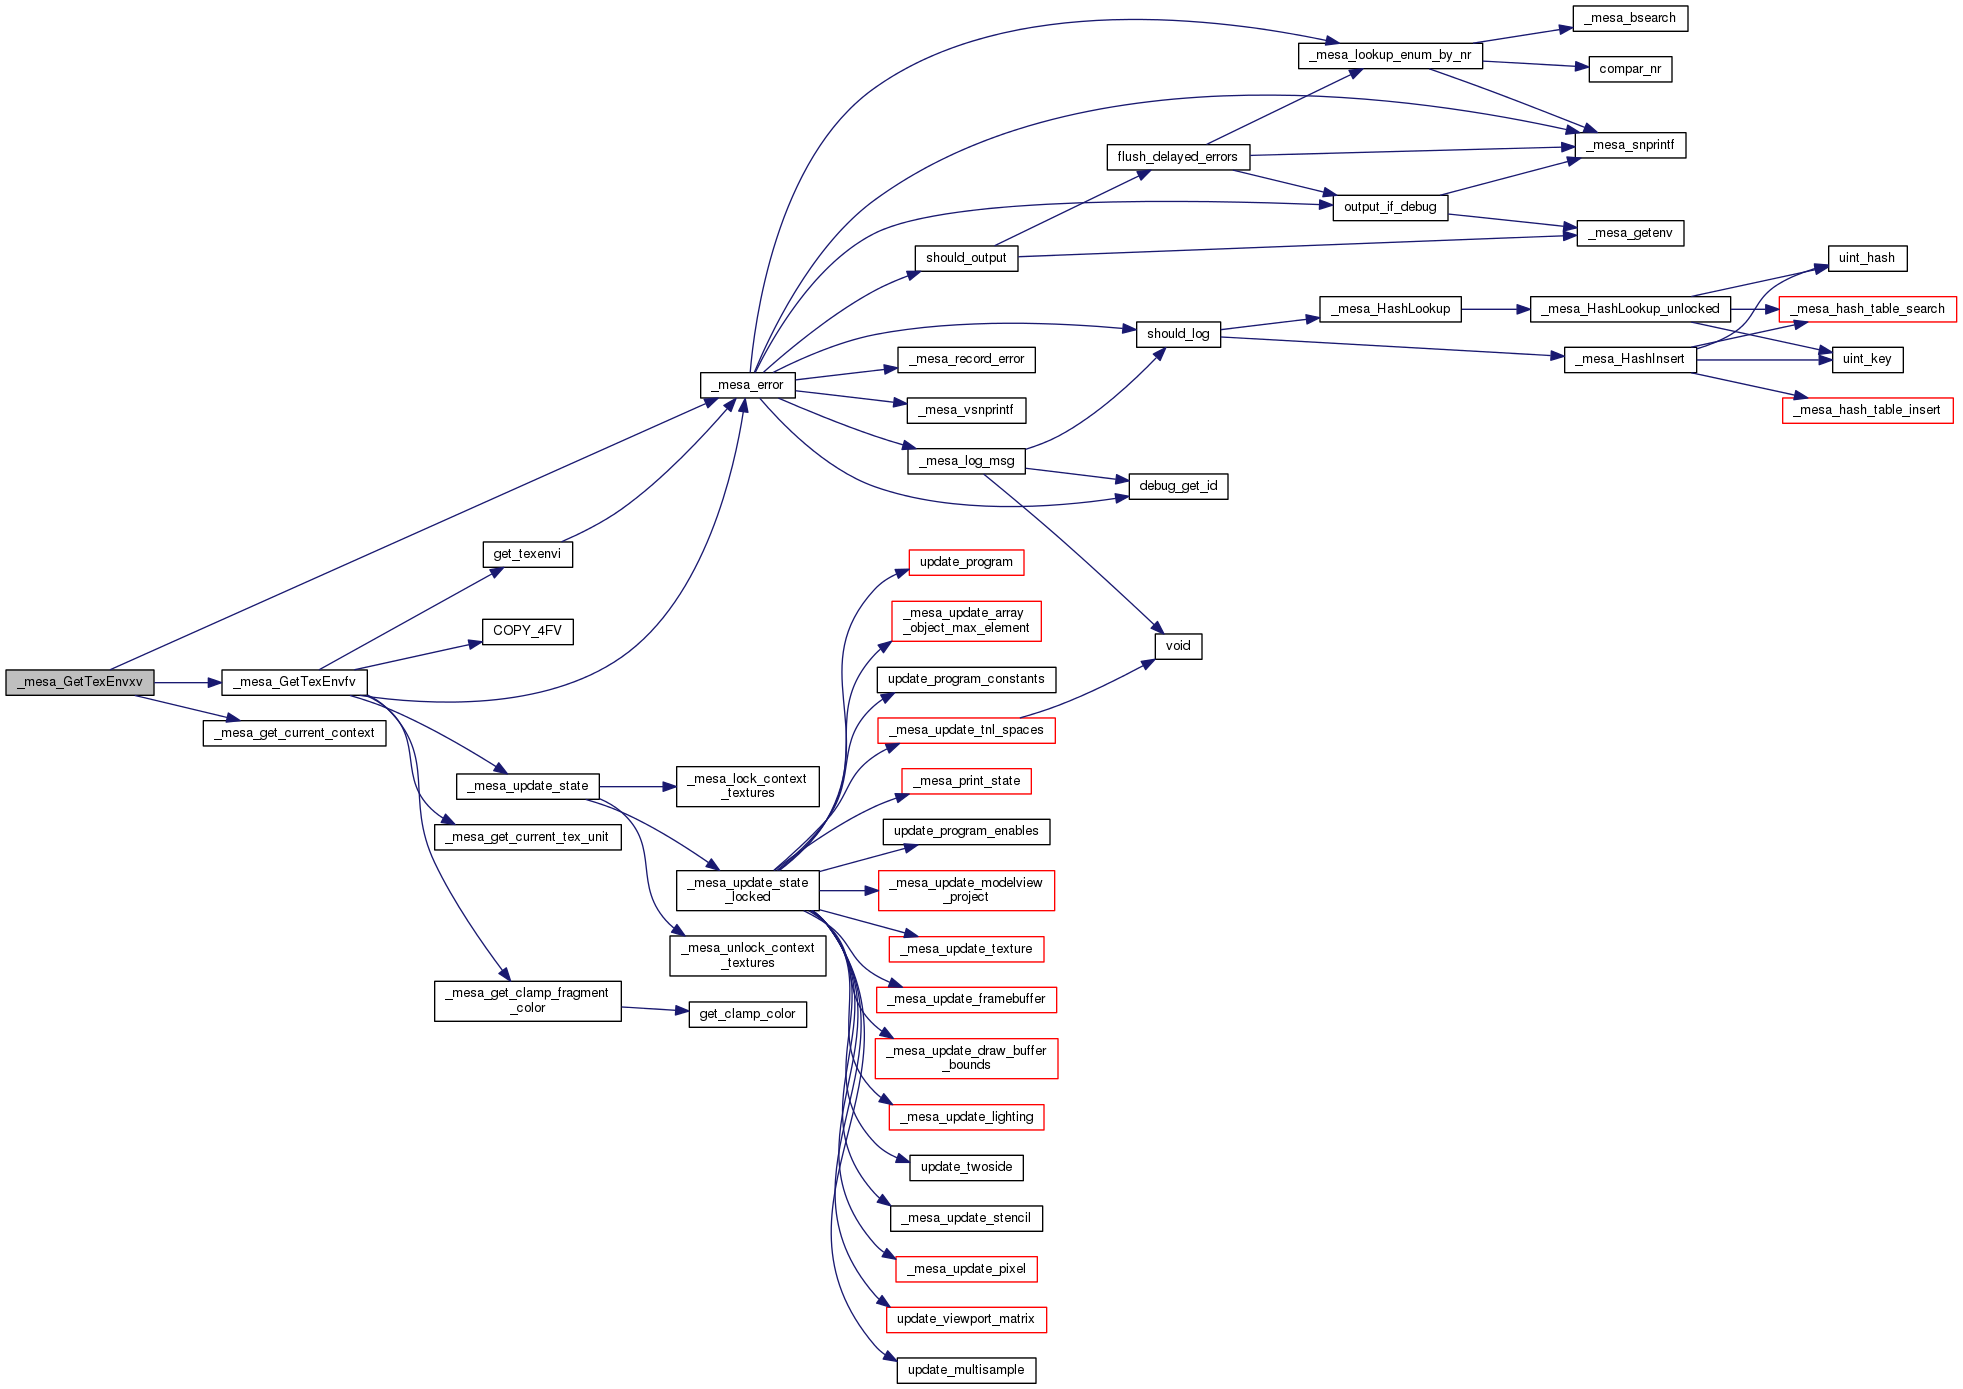 _mesa_bsearch
_mesa_lookup_enum_by_nr
compar_nr
_mesa_snprintf
flush_delayed_errors
output_if_debug
_mesa_getenv
should_output
uint_hash
_mesa_HashLookup
_mesa_HashLookup_unlocked
_mesa_hash_table_search
should_log
_mesa_HashInsert
uint_key
_mesa_record_error
_mesa_error
_mesa_vsnprintf
_mesa_hash_table_insert
_mesa_log_msg
debug_get_id
get_texenvi
update_program
_mesa_update_array
_object_max_element
COPY_4FV
void
_mesa_GetTexEnvxv
_mesa_GetTexEnvfv
update_program_constants
_mesa_get_current_context
_mesa_update_tnl_spaces
_mesa_print_state
_mesa_update_state
_mesa_lock_context
_textures
_mesa_get_current_tex_unit
update_program_enables
_mesa_update_state
_locked
_mesa_update_modelview
_project
_mesa_unlock_context
_textures
_mesa_update_texture
_mesa_get_clamp_fragment
_color
get_clamp_color
_mesa_update_framebuffer
_mesa_update_draw_buffer
_bounds
_mesa_update_lighting
update_twoside
_mesa_update_stencil
_mesa_update_pixel
update_viewport_matrix
update_multisample